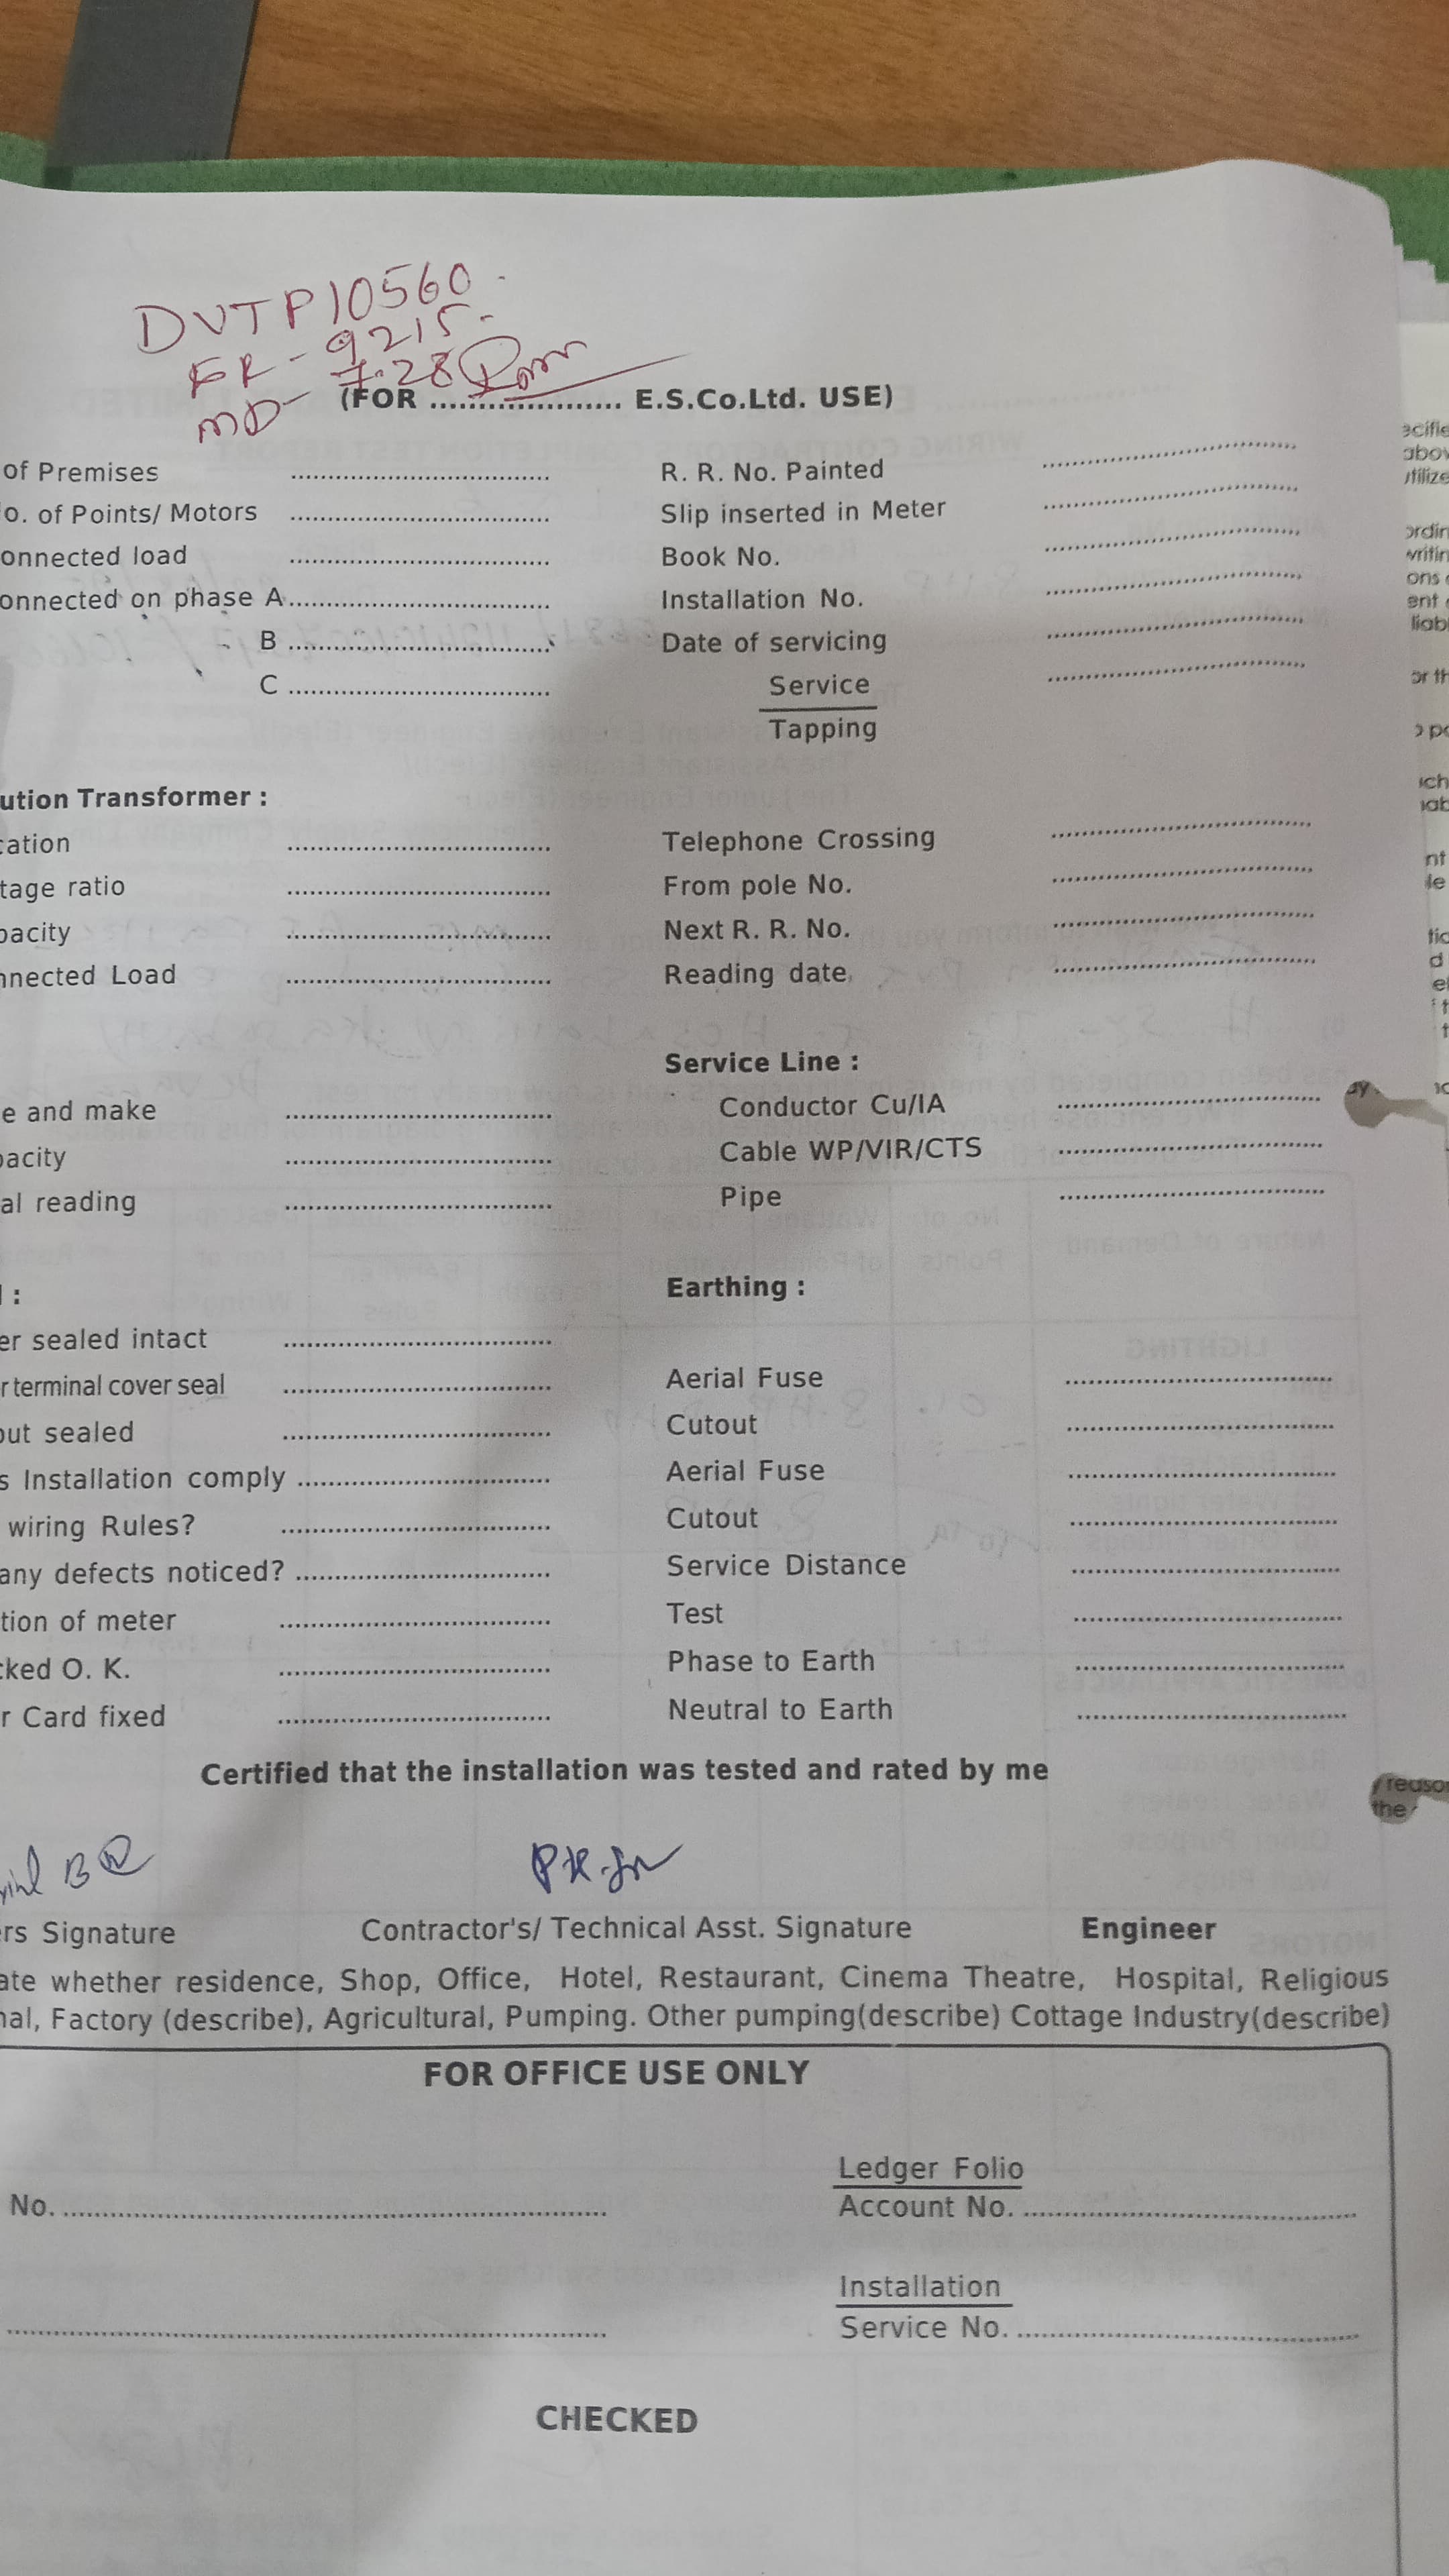 DVTP10560
FR - 9215
MD - 7.28
(FOR .................... E.S.Co.Ltd. USE)
of Premises .................... R. R. No. Painted ....................
o. of Points/ Motors .................... Slip inserted in Meter ....................
onnected load .................... Book No. ....................
onnected on phase A .................... Installation No. ....................
B .................... Date of servicing ....................
C .................... Service ....................
Tapping
ution Transformer :
cation .................... Telephone Crossing ....................
tage ratio .................... From pole No. ....................
pacity .................... Next R. R. No. ....................
nnected Load .................... Reading date ....................
Service Line :
e and make .................... Conductor Cu/IA ....................
pacity .................... Cable WP/VIR/CTS ....................
al reading .................... Pipe ....................
l : Earthing :
er sealed intact ....................
r terminal cover seal .................... Aerial Fuse ....................
out sealed .................... Cutout ....................
s Installation comply .................... Aerial Fuse ....................
wiring Rules? .................... Cutout ....................
any defects noticed? .................... Service Distance ....................
tion of meter .................... Test ....................
cked O. K. .................... Phase to Earth ....................
r Card fixed .................... Neutral to Earth ....................
Certified that the installation was tested and rated by me
ers Signature Contractor's/ Technical Asst. Signature Engineer
ate whether residence, Shop, Office, Hotel, Restaurant, Cinema Theatre, Hospital, Religious
nal, Factory (describe), Agricultural, Pumping. Other pumping(describe) Cottage Industry(describe)
FOR OFFICE USE ONLY
Ledger Folio
No. .................... Account No. ....................
Installation
.................... Service No. ....................
CHECKED